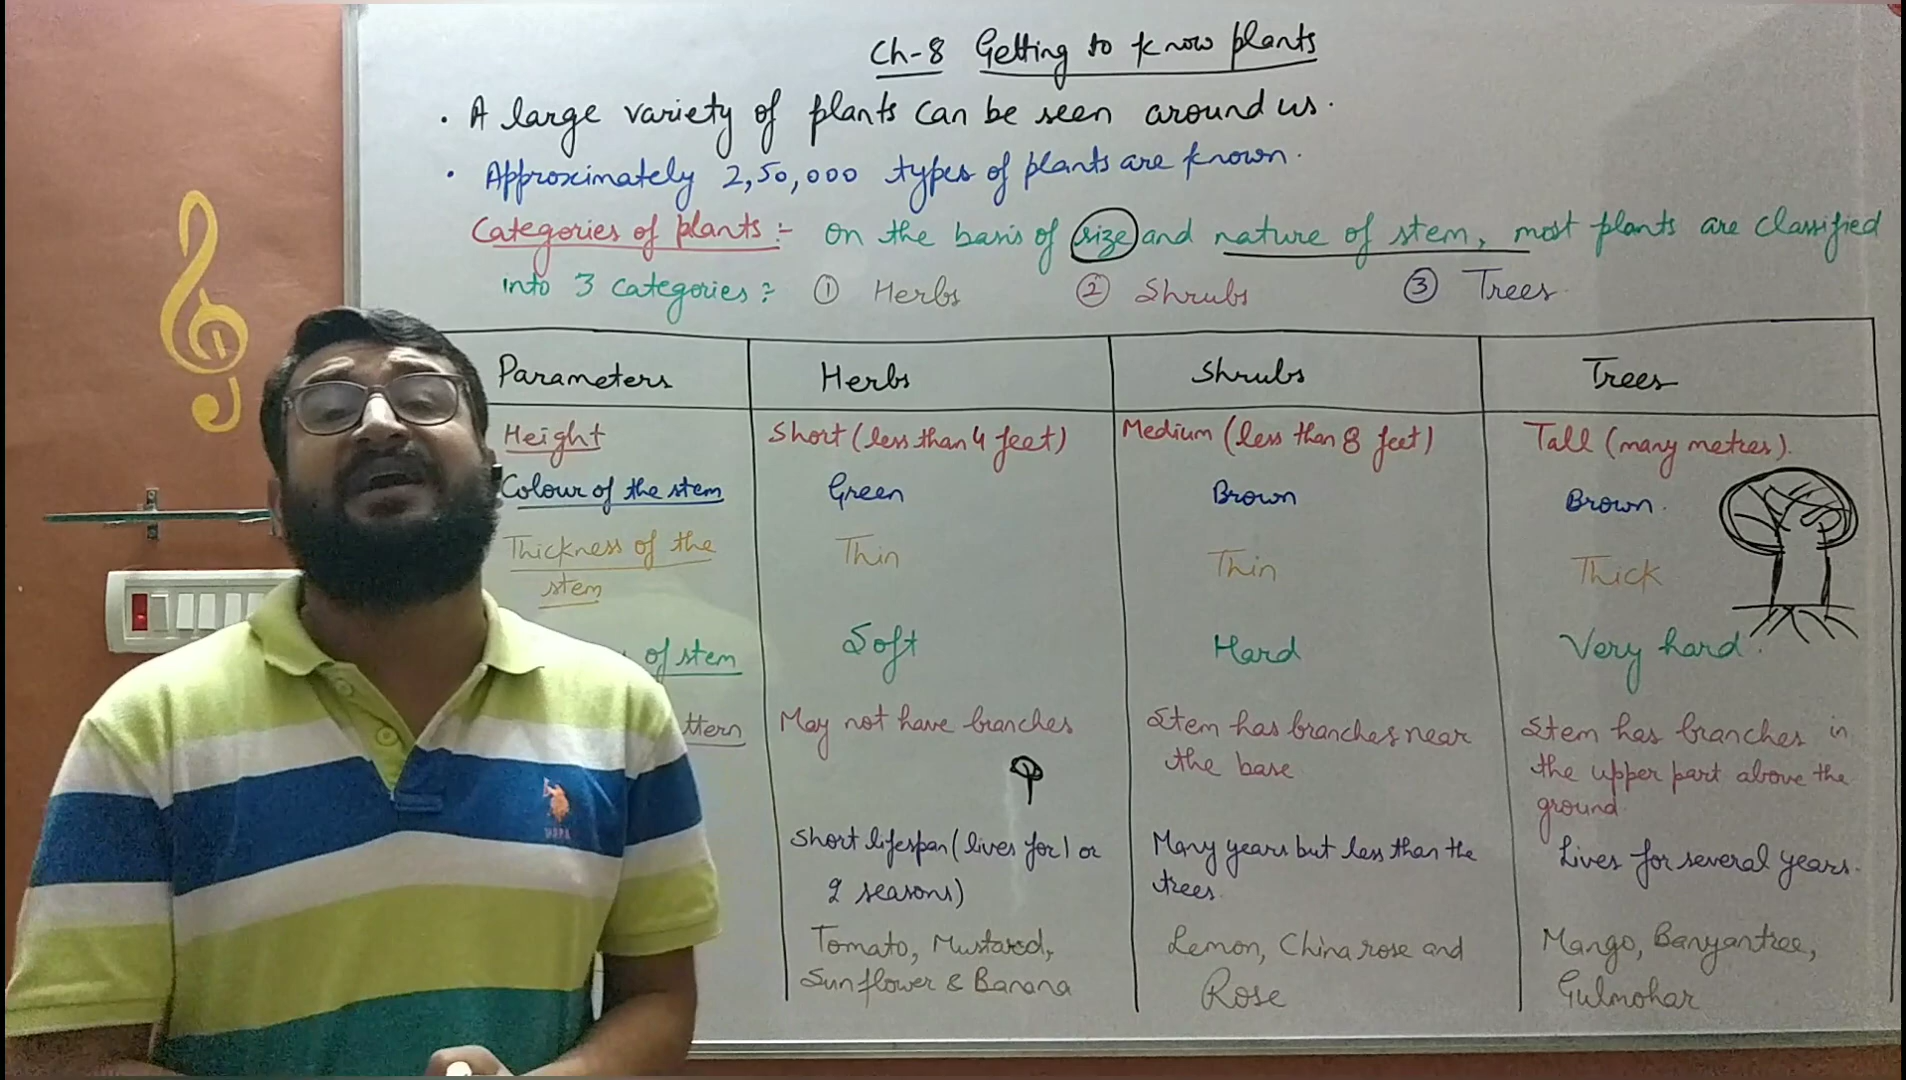 Ch-8 Getting to know plants
· A large variety of plants can be seen around us.
· Approximately 2,50,000 types of plants are known.
Categories of plants :- On the basis of size and nature of stem, most plants are classified
into 3 categories: ① Herbs ② Shrubs ③ Trees
Parameters Herbs Shrubs Trees
Height Short (less than 4 feet) Medium (less than 8 feet) Tall (many metres).
Colour of the stem Green Brown Brown.
Thickness of the Thin Thin Thick
stem
of stem Soft Hard Very hard.
ttern May not have branches Stem has branches near Stem has branches in
the base the upper part above the
ground
Short lifespan (lives for 1 or Many years but less than the Lives for several years.
2 seasons) trees.
Tomato, Mustard, Lemon, China rose and Mango, Banyantree,
Sunflower & Banana Rose Gulmohar